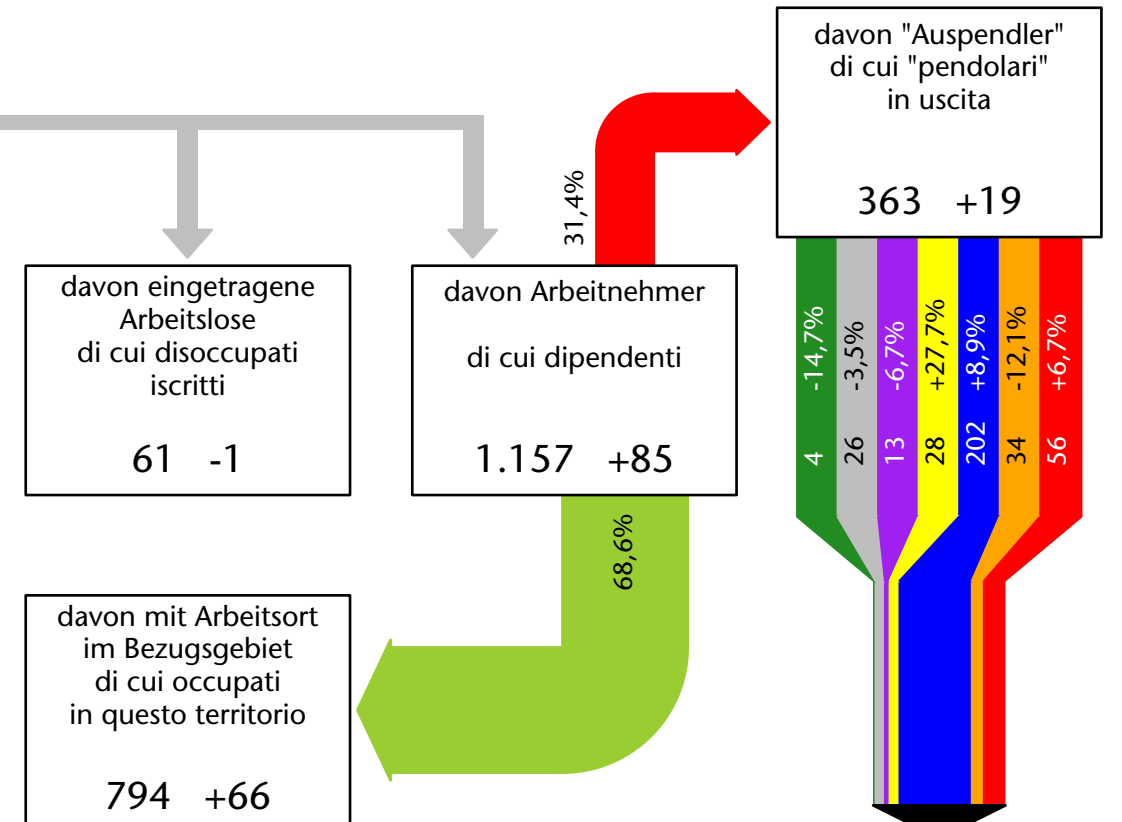 davon "Auspendler"
di cui "pendolari"
in uscita
363 +19
31,4%
davon eingetragene
Arbeitslose
di cui disoccupati
iscritti
61 -1
davon Arbeitnehmer
di cui dipendenti
1.157 +85
4 -14,7%
26 -3,5%
13 -6,7%
28 +27,7%
202 +8,9%
34 -12,1%
56 +6,7%
68,6%
davon mit Arbeitsort
im Bezugsgebiet
di cui occupati
in questo territorio
794 +66